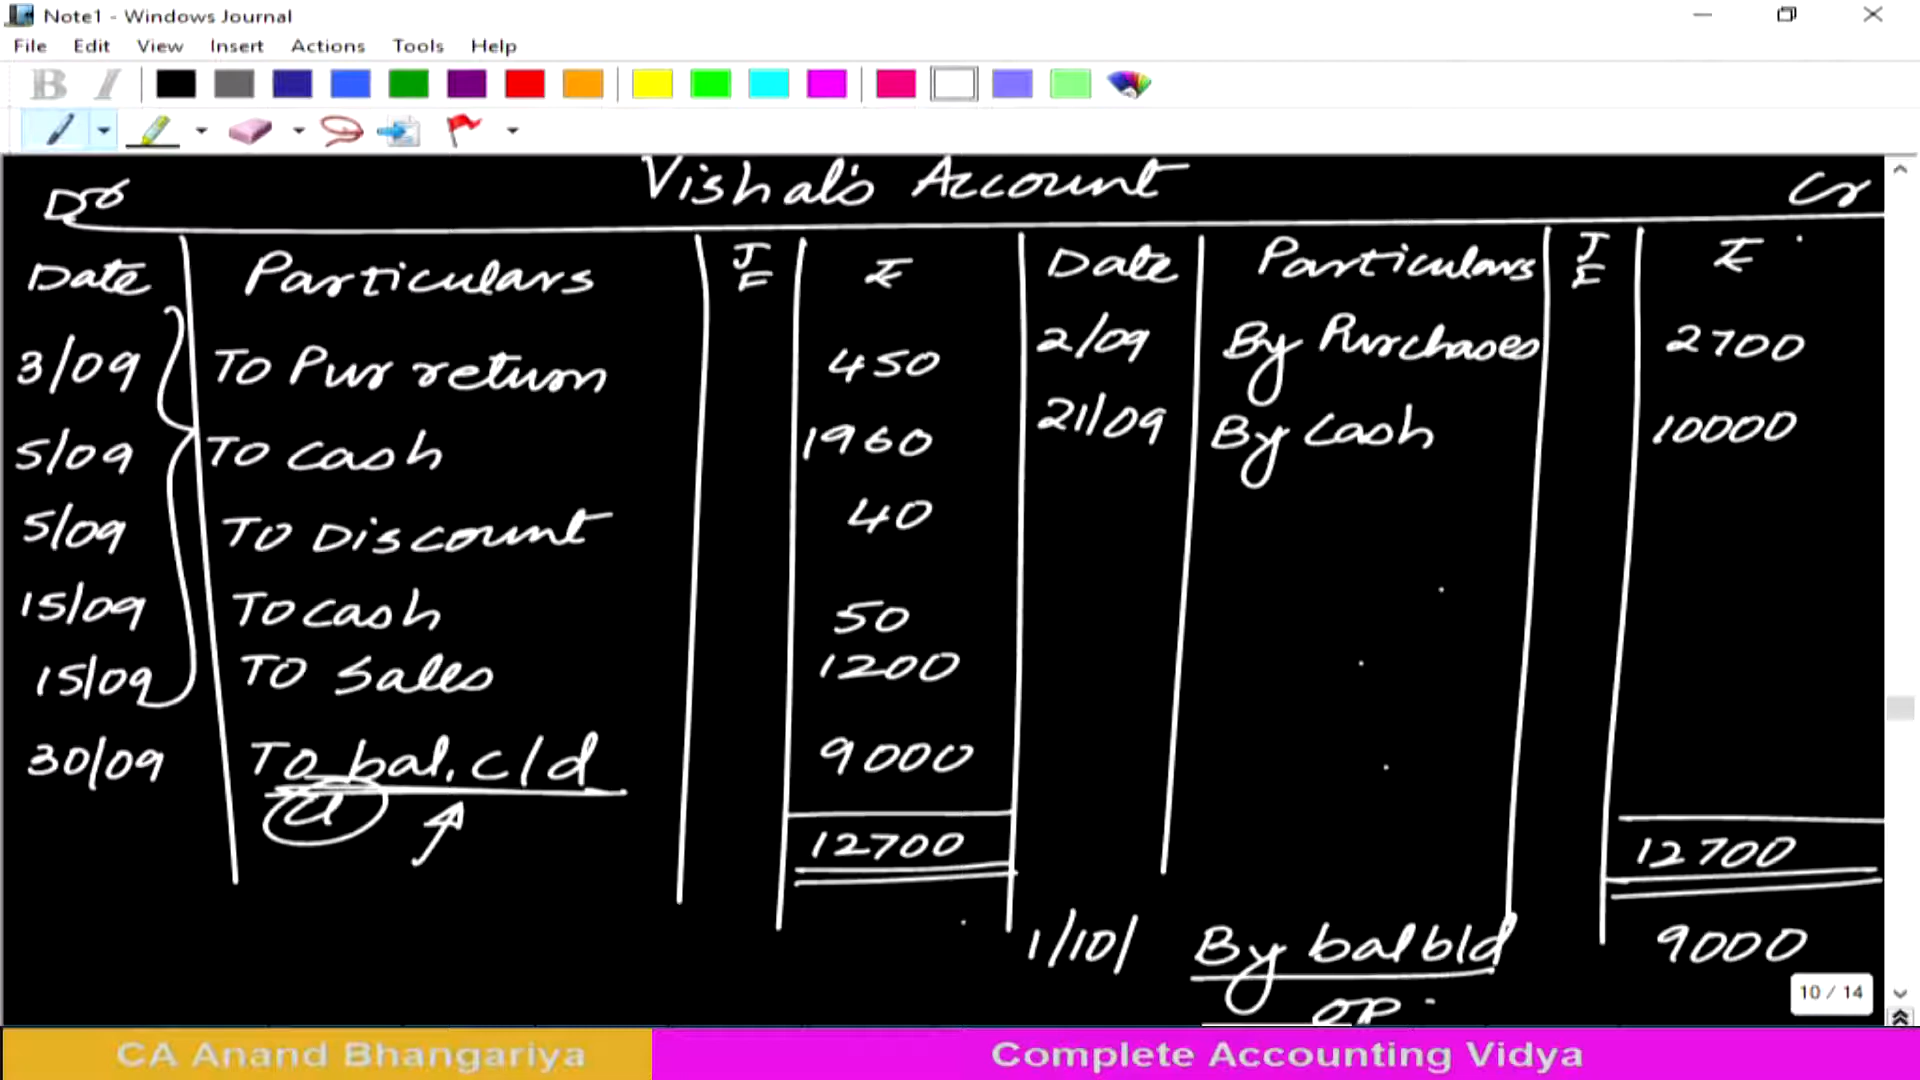 Note1 - Windows Journal
File Edit View Insert Actions Tools Help
B I
Vishal's Account
Dr Cr
Date Particulars J F ₹ Date Particulars J F ₹
3/09 To Pur return 450 2/09 By Purchases 2700
5/09 To Cash 1960 21/09 By Cash 10000
5/09 To Discount 40
15/09 To Cash 50
15/09 To Sales 1200
30/09 To bal. c/d 9000
cl
12700 12700
1/10/ By bal b/d 9000
op
10 / 14
CA Anand Bhangariya
Complete Accounting Vidya